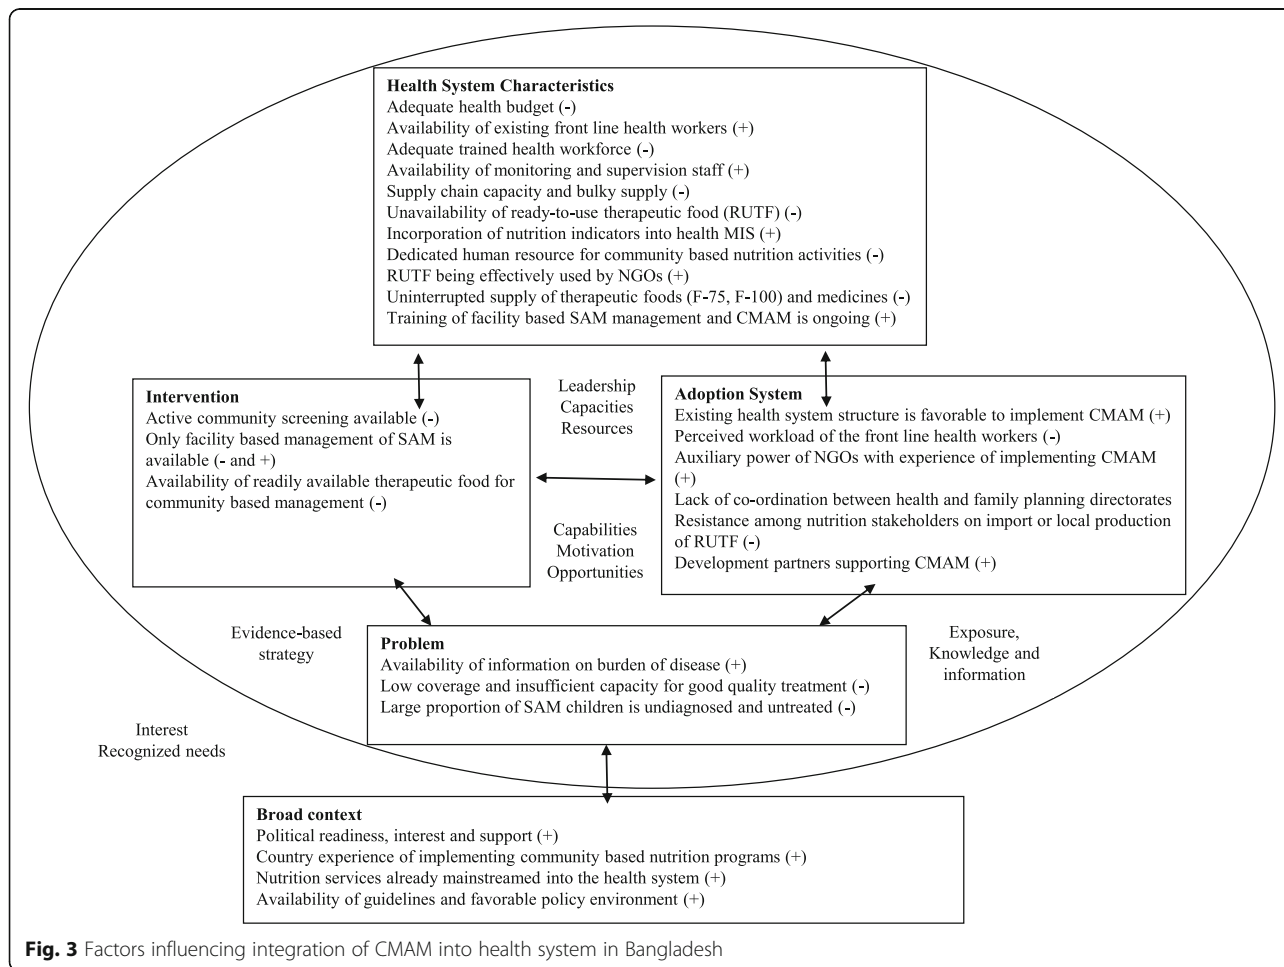 Health System Characteristics
Adequate health budget (-)
Availability of existing front line health workers (+)
Adequate trained health workforce (-)
Availability of monitoring and supervision staff (+)
Supply chain capacity and bulky supply (-)
Unavailability of ready-to-use therapeutic food (RUTF) (-)
Incorporation of nutrition indicators into health MIS (+)
Dedicated human resource for community based nutrition activities (-)
RUTF being effectively used by NGOs (+)
Uninterrupted supply of therapeutic foods (F-75, F-100) and medicines (-)
Training of facility based SAM management and CMAM is ongoing (+)
Intervention
Active community screening available (-)
Only facility based management of SAM is
available (- and +)
Availability of readily available therapeutic food for
community based management (-)
Leadership
Capacities
Resources
Capabilities
Motivation
Opportunities
Adoption System
Existing health system structure is favorable to implement CMAM (+)
Perceived workload of the front line health workers (-)
Auxiliary power of NGOs with experience of implementing CMAM
(+)
Lack of co-ordination between health and family planning directorates
Resistance among nutrition stakeholders on import or local production
of RUTF (-)
Development partners supporting CMAM (+)
Evidence-based
strategy
Problem
Availability of information on burden of disease (+)
Low coverage and insufficient capacity for good quality treatment (-)
Large proportion of SAM children is undiagnosed and untreated (-)
Exposure,
Knowledge and
information
Interest
Recognized needs
Broad context
Political readiness, interest and support (+)
Country experience of implementing community based nutrition programs (+)
Nutrition services already mainstreamed into the health system (+)
Availability of guidelines and favorable policy environment (+)
Fig. 3 Factors influencing integration of CMAM into health system in Bangladesh